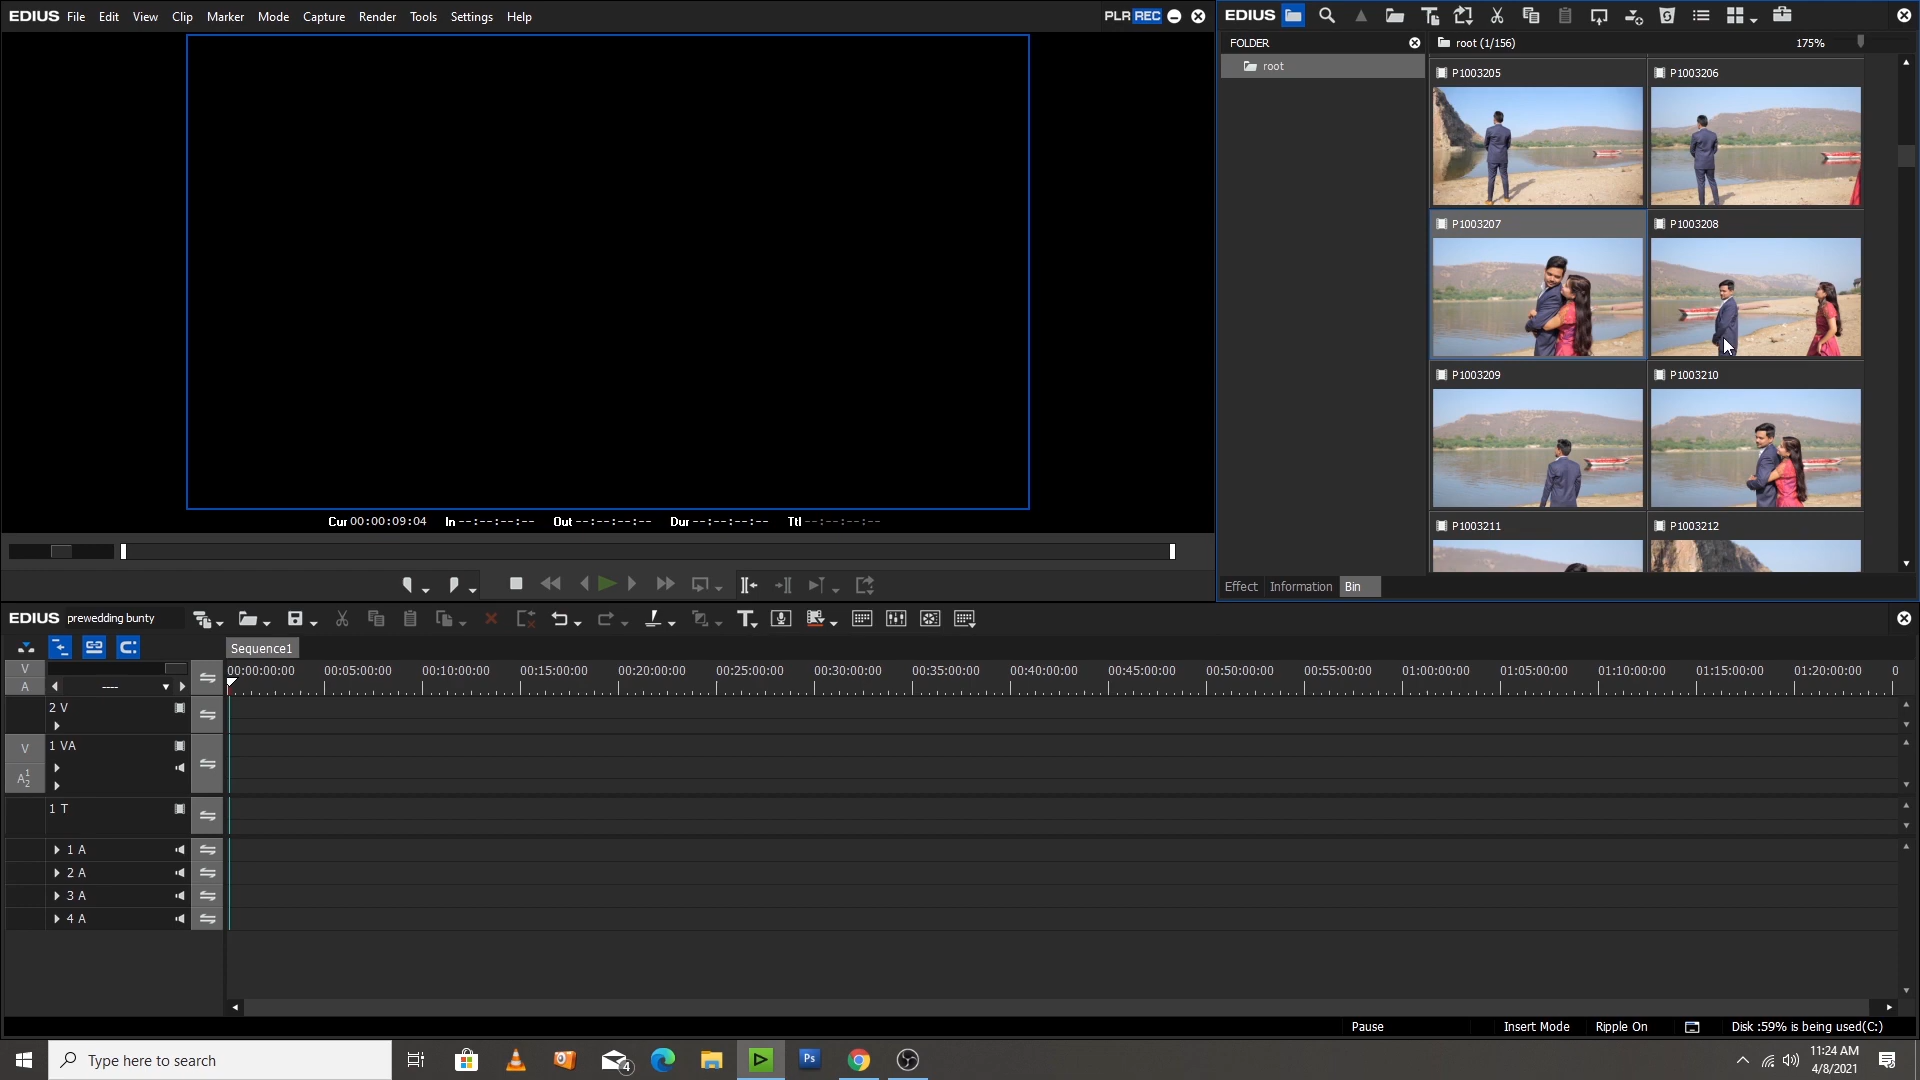 EDIUS File Edit View Clip Marker Mode Capture Render Tools Settings Help PLR REC
EDIUS
FOLDER
root (1/156) 175%
root
P1003205 P1003206
P1003207 P1003208
P1003209 P1003210
P1003211 P1003212
Cur 00:00:09:04 In --:--:--:-- Out --:--:--:-- Dur --:--:--:-- Ttl --:--:--:--
Effect Information Bin
EDIUS prewedding bunty
Sequence1
V
A ----
00:00:00:00 00:05:00:00 00:10:00:00 00:15:00:00 00:20:00:00 00:25:00:00 00:30:00:00 00:35:00:00 00:40:00:00 00:45:00:00 00:50:00:00 00:55:00:00 01:00:00:00 01:05:00:00 01:10:00:00 01:15:00:00 01:20:00:00 0
2 V
V 1 VA
A 1 2
1 T
1 A
2 A
3 A
4 A
Pause Insert Mode Ripple On Disk :59% is being used(C:)
Type here to search
4
Ps
11:24 AM
4/8/2021